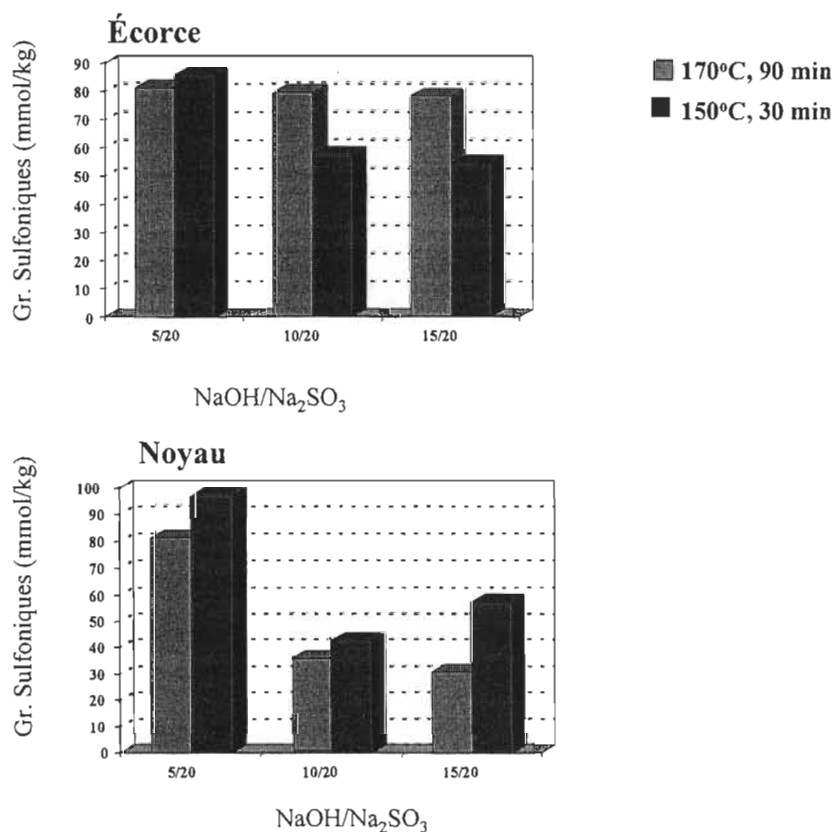 Écorce
Gr. Sulfoniques (mmol/kg)
90
80
70
60
50
40
30
20
10
0
5/20 10/20 15/20
NaOH/Na₂SO₃
170°C, 90 min
150°C, 30 min
Noyau
Gr. Sulfoniques (mmol/kg)
100
90
80
70
60
50
40
30
20
10
0
5/20 10/20 15/20
NaOH/Na₂SO₃